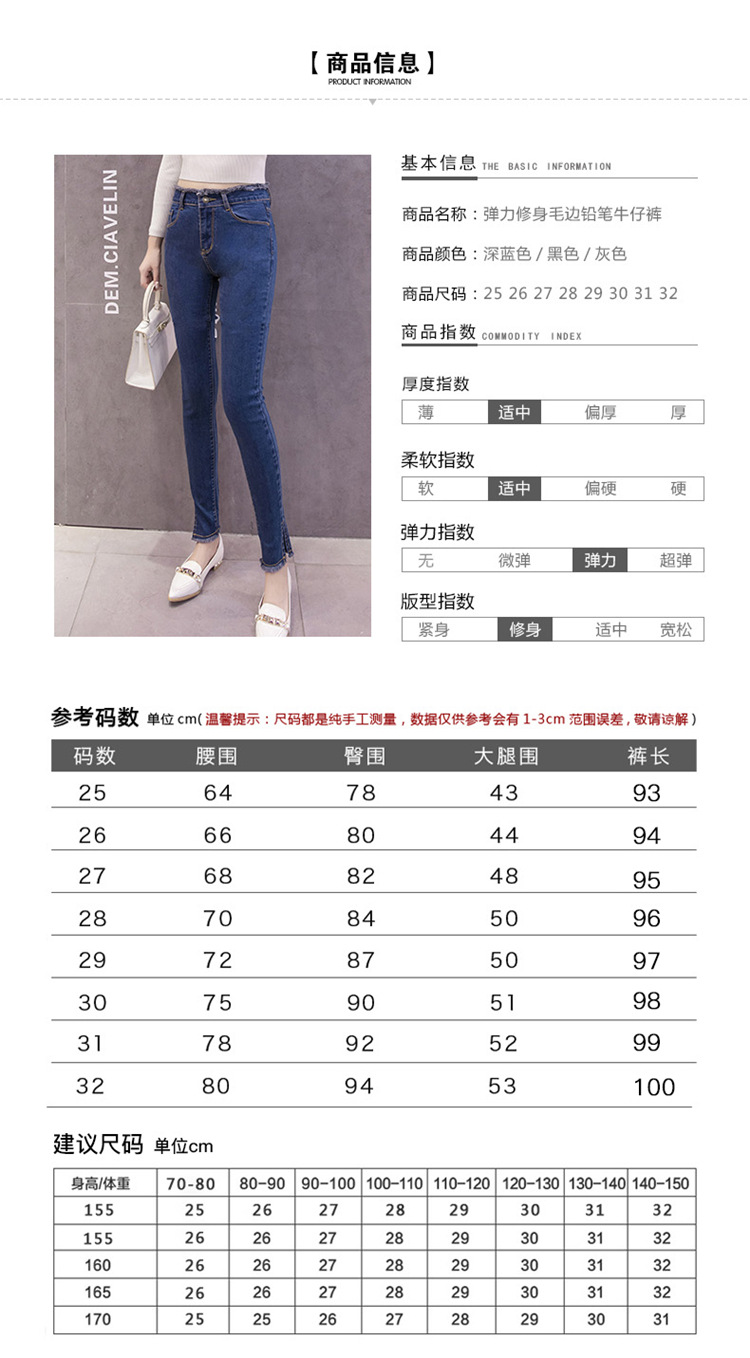 【商品信息】
PRODUCT INFORMATION
DEM.CIAVELIN
基本信息 THE BASIC INFORMATION
商品名称：弹力修身毛边铅笔牛仔裤
商品颜色：深蓝色 / 黑色 / 灰色
商品尺码：25 26 27 28 29 30 31 32
商品指数 COMMODITY INDEX
厚度指数
薄 适中 偏厚 厚
柔软指数
软 适中 偏硬 硬
弹力指数
无 微弹 弹力 超弹
版型指数
紧身 修身 适中 宽松
参考码数 单位 cm( 温馨提示：尺码都是纯手工测量，数据仅供参考会有 1-3cm 范围误差，敬请谅解 )
码数 腰围 臀围 大腿围 裤长
25 64 78 43 93
26 66 80 44 94
27 68 82 48 95
28 70 84 50 96
29 72 87 50 97
30 75 90 51 98
31 78 92 52 99
32 80 94 53 100
建议尺码 单位cm
身高/体重 70-80 80-90 90-100 100-110 110-120 120-130 130-140 140-150
155 25 26 27 28 29 30 31 32
155 26 26 27 28 29 30 31 32
160 26 26 27 28 29 30 31 32
165 26 26 27 28 29 30 31 32
170 25 25 26 27 28 29 30 31